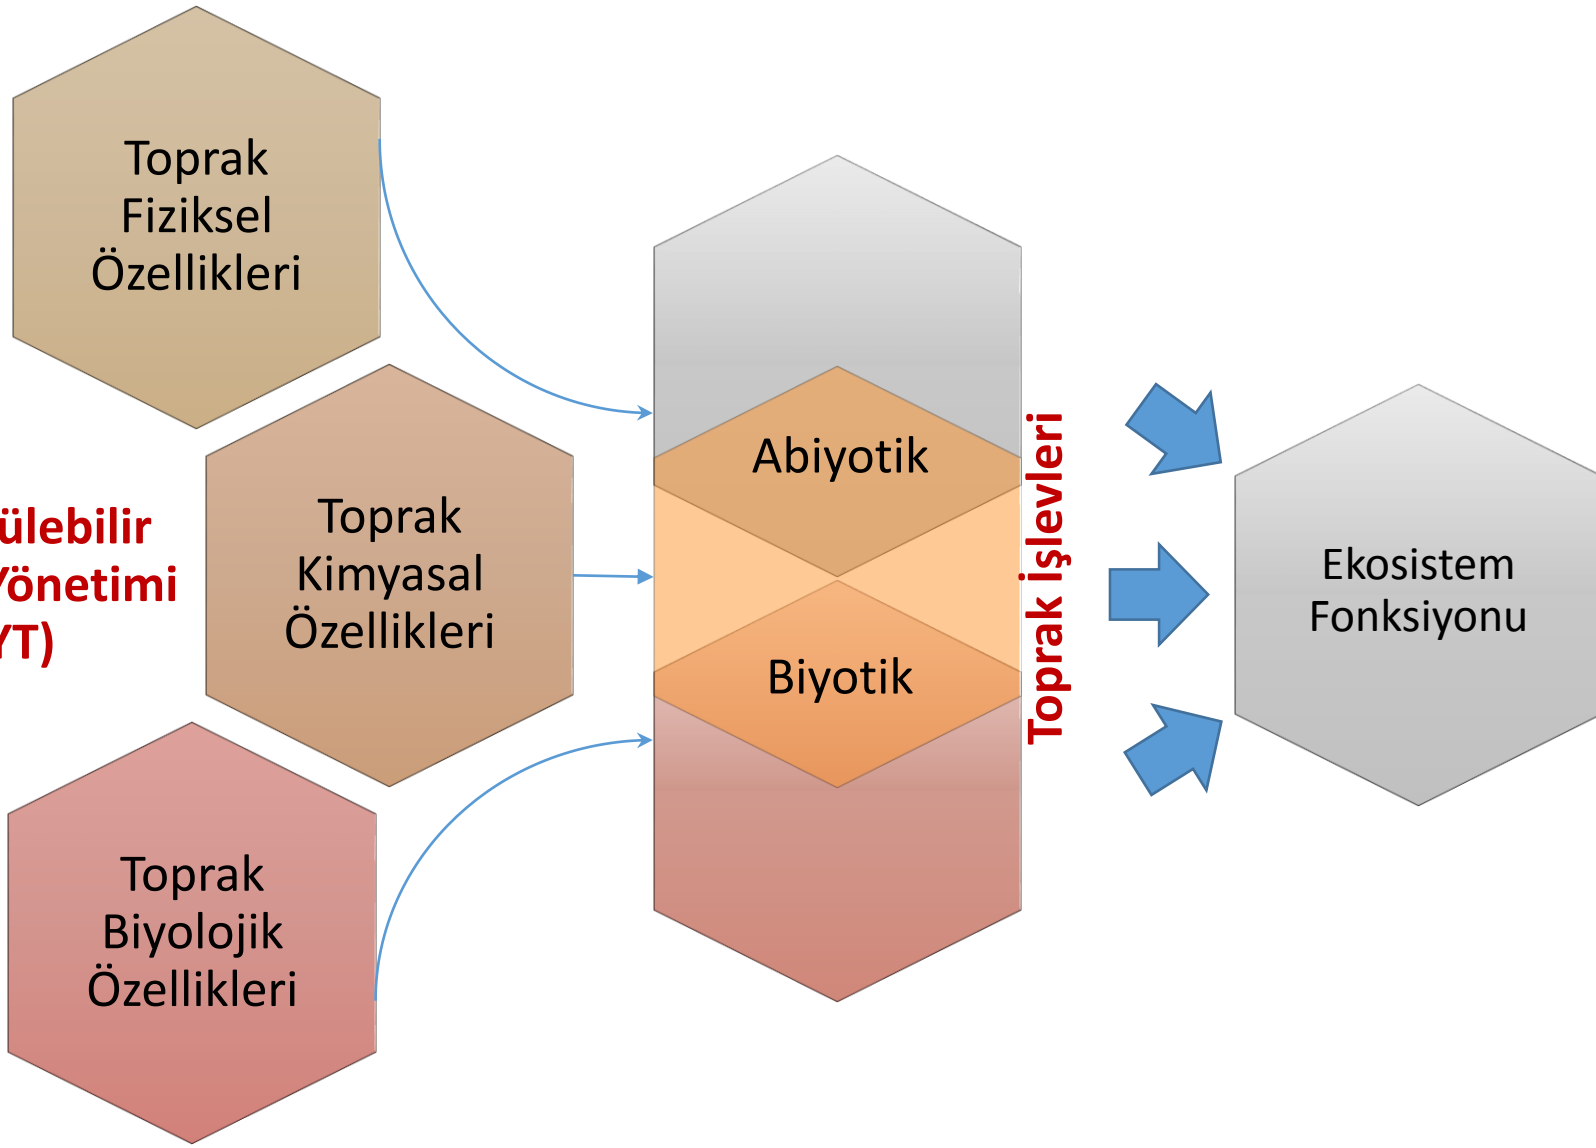 Toprak
Fiziksel
Özellikleri
ülebilir
Yönetimi
YT)
Toprak
Kimyasal
Özellikleri
Toprak
Biyolojik
Özellikleri
Abiyotik
Biyotik
Toprak İşlevleri
Ekosistem
Fonksiyonu